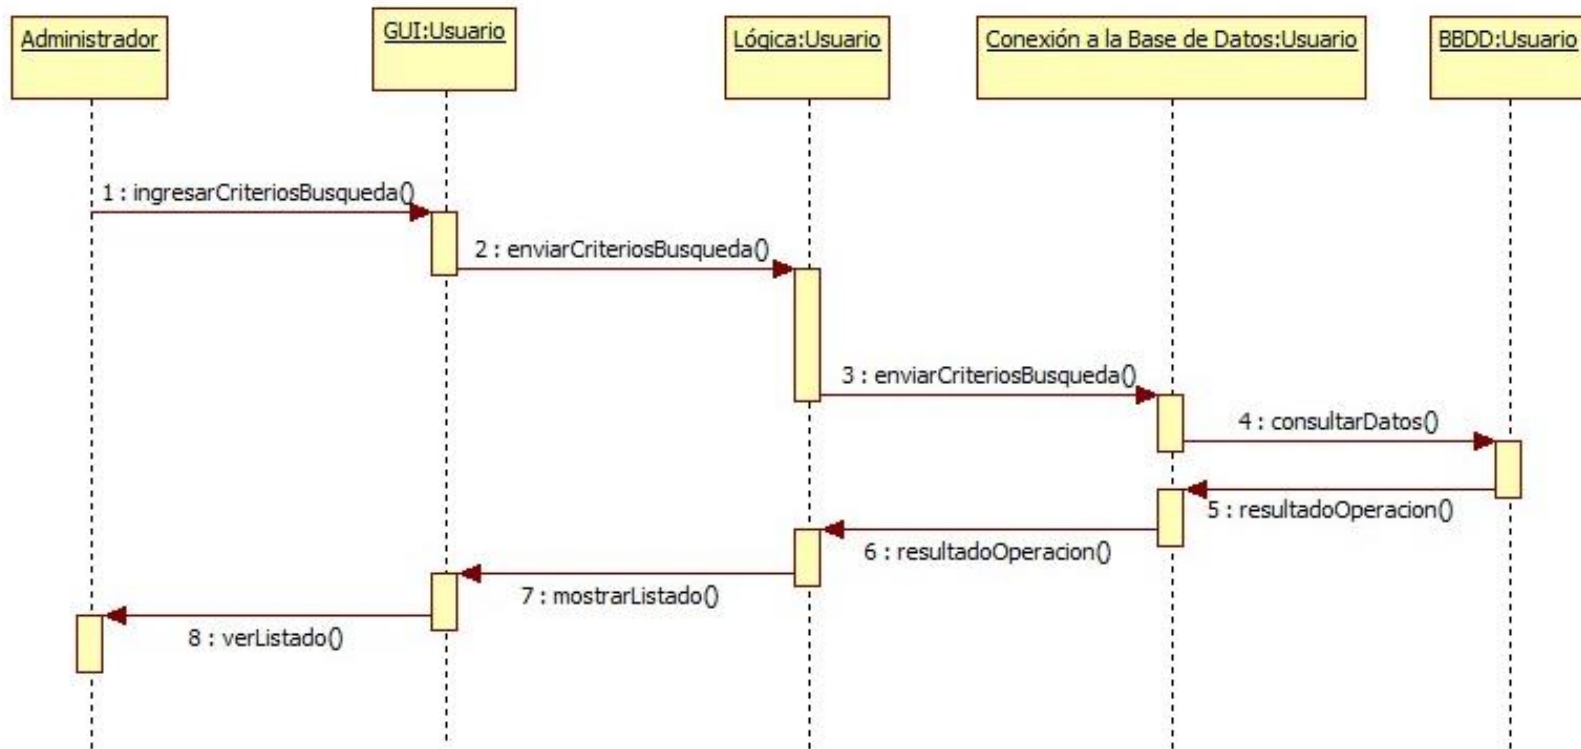 Administrador
GUI:Usuario
Lógica:Usuario
Conexión a la Base de Datos:Usuario
BBDD:Usuario
1 : ingresarCriteriosBusqueda()
2 : enviarCriteriosBusqueda()
3 : enviarCriteriosBusqueda()
4 : consultarDatos()
5 : resultadoOperacion()
6 : resultadoOperacion()
7 : mostrarListado()
8 : verListado()